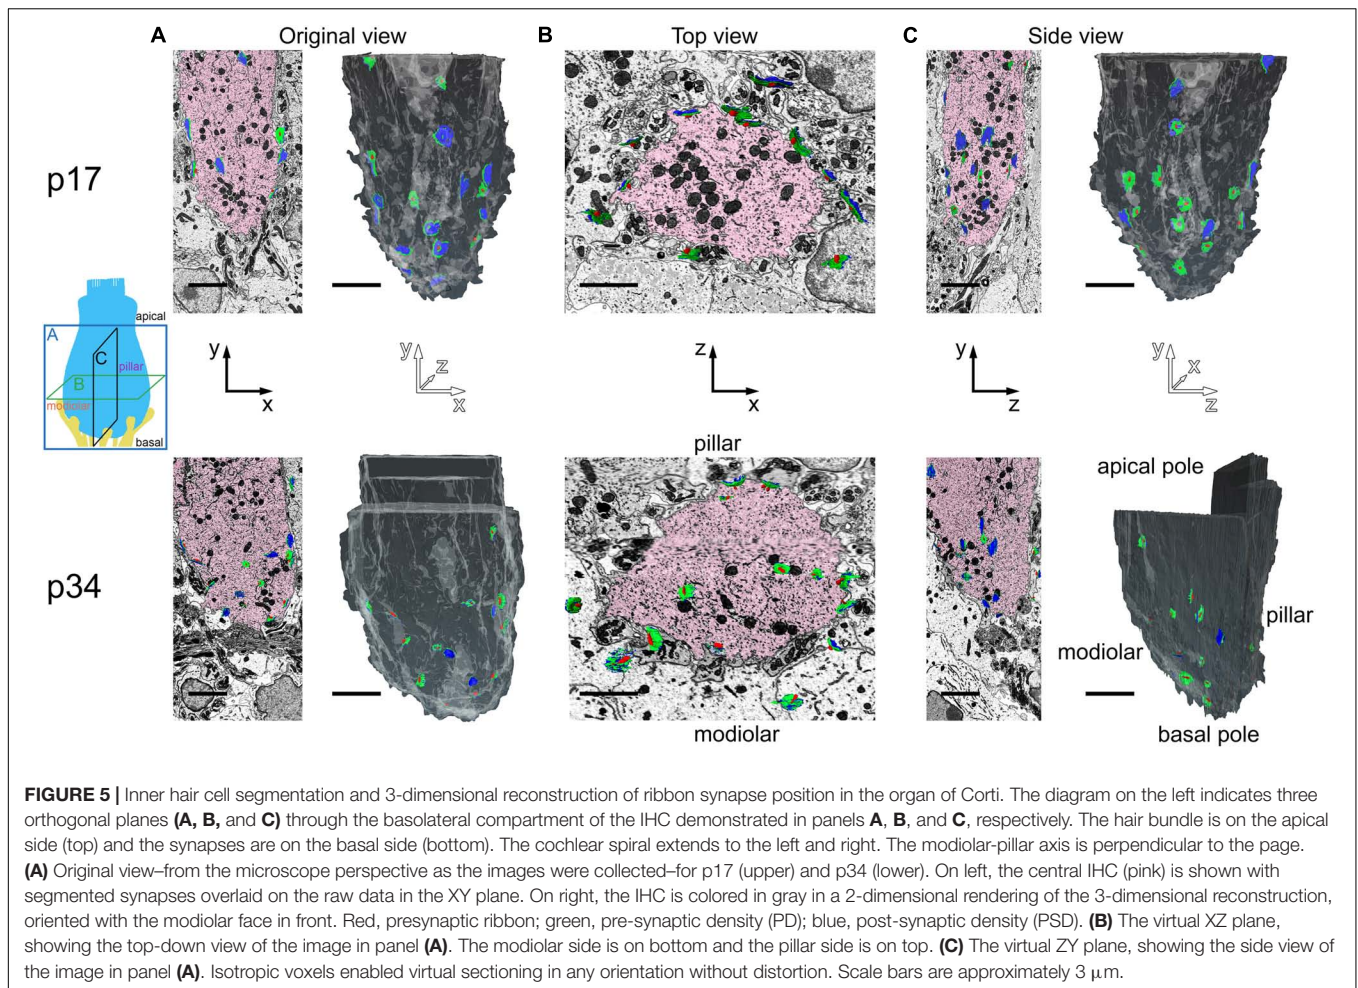 A Original view
B Top view
C Side view
p17
apical
A
C
pillar
B
modiolar
basal
y
x
y
z
x
z
x
y
z
y
x
z
pillar
p34
apical pole
pillar
modiolar
modiolar
basal pole
FIGURE 5 | Inner hair cell segmentation and 3-dimensional reconstruction of ribbon synapse position in the organ of Corti. The diagram on the left indicates three
orthogonal planes (A, B, and C) through the basolateral compartment of the IHC demonstrated in panels A, B, and C, respectively. The hair bundle is on the apical
side (top) and the synapses are on the basal side (bottom). The cochlear spiral extends to the left and right. The modiolar-pillar axis is perpendicular to the page.
(A) Original view–from the microscope perspective as the images were collected–for p17 (upper) and p34 (lower). On left, the central IHC (pink) is shown with
segmented synapses overlaid on the raw data in the XY plane. On right, the IHC is colored in gray in a 2-dimensional rendering of the 3-dimensional reconstruction,
oriented with the modiolar face in front. Red, presynaptic ribbon; green, pre-synaptic density (PD); blue, post-synaptic density (PSD). (B) The virtual XZ plane,
showing the top-down view of the image in panel (A). The modiolar side is on bottom and the pillar side is on top. (C) The virtual ZY plane, showing the side view of
the image in panel (A). Isotropic voxels enabled virtual sectioning in any orientation without distortion. Scale bars are approximately 3 μm.